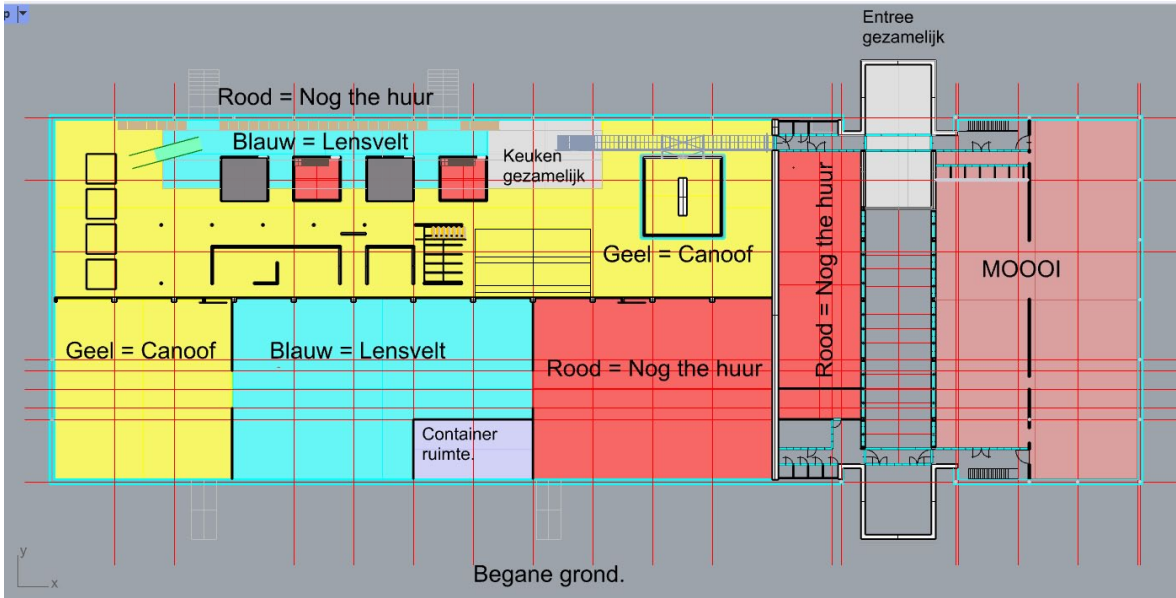 p
Entree
gezamelijk
Rood = Nog the huur
Blauw = Lensvelt
Keuken
gezamelijk
Geel = Canoof
Rood = Nog the huur
MOOOI
Geel = Canoof
Blauw = Lensvelt
Rood = Nog the huur
Container
ruimte.
Begane grond.
y
x